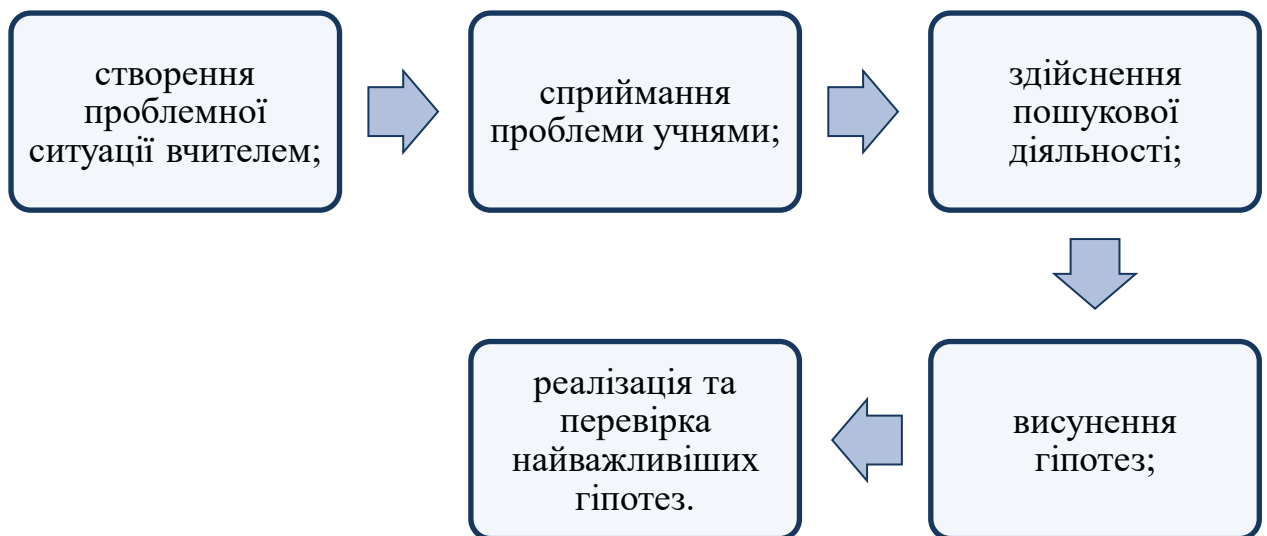 створення
проблемної
ситуації вчителем;
сприймання
проблеми учнями;
здійснення
пошукової
діяльності;
висунення
гіпотез;
реалізація та
перевірка
найважливіших
гіпотез.